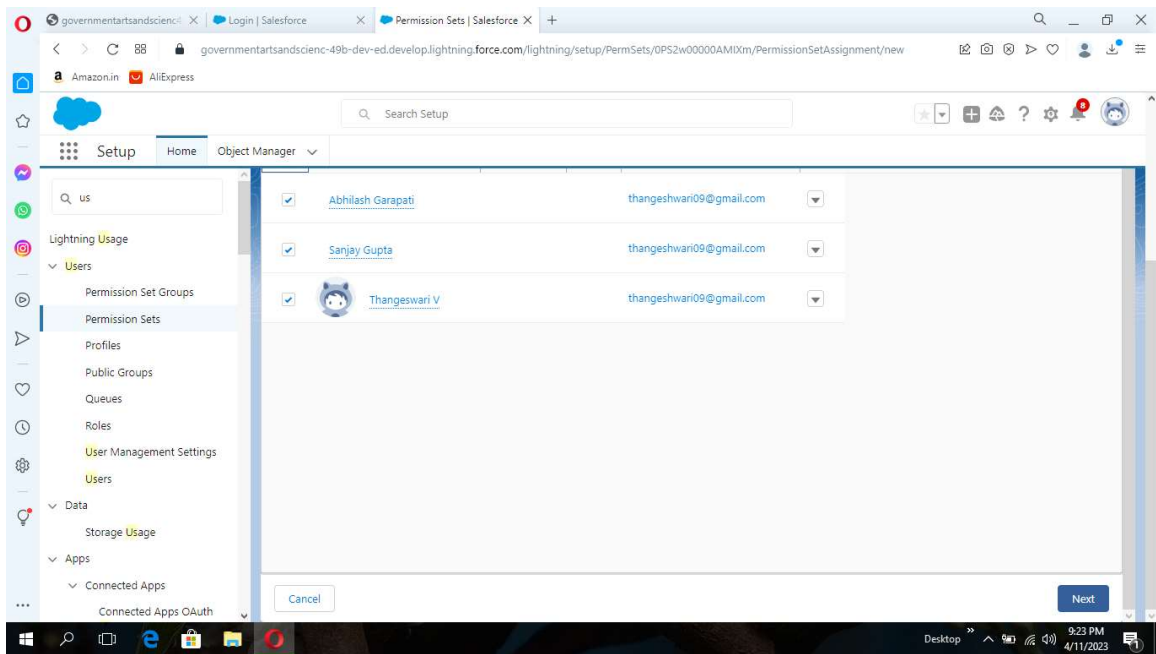 governmentartsandscienc
Login | Salesforce
Permission Sets | Salesforce
governmentartsandscienc-49b-dev-ed.develop.lightning.force.com/lightning/setup/PermSets/0PS2w00000AMIXm/PermissionSetAssignment/new
Amazon.in
AliExpress
Search Setup
8
Setup
Home
Object Manager
us
Lightning Usage
Users
Permission Set Groups
Permission Sets
Profiles
Public Groups
Queues
Roles
User Management Settings
Users
Data
Storage Usage
Apps
Connected Apps
Connected Apps OAuth
Abhilash Garapati thangeshwari09@gmail.com
Sanjay Gupta thangeshwari09@gmail.com
Thangeswari V thangeshwari09@gmail.com
Cancel
Next
Desktop
9:23 PM
4/11/2023
1